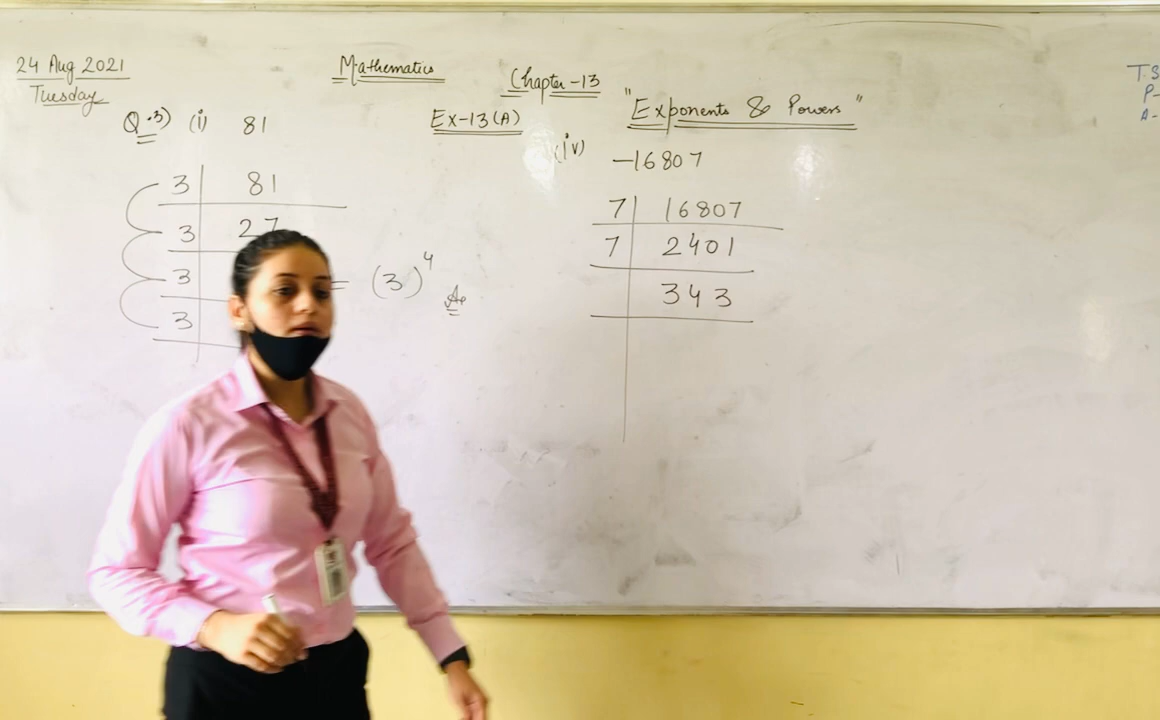 24 Aug 2021
Tuesday
Mathematics
Chapter-13
"Exponents & Powers"
Ex-13(A)
Q.3) (i) 81
3 81
3 27
3
3
= (3)^4
(iv) -16807
7 16807
7 2401
343
T.S
P-
A-